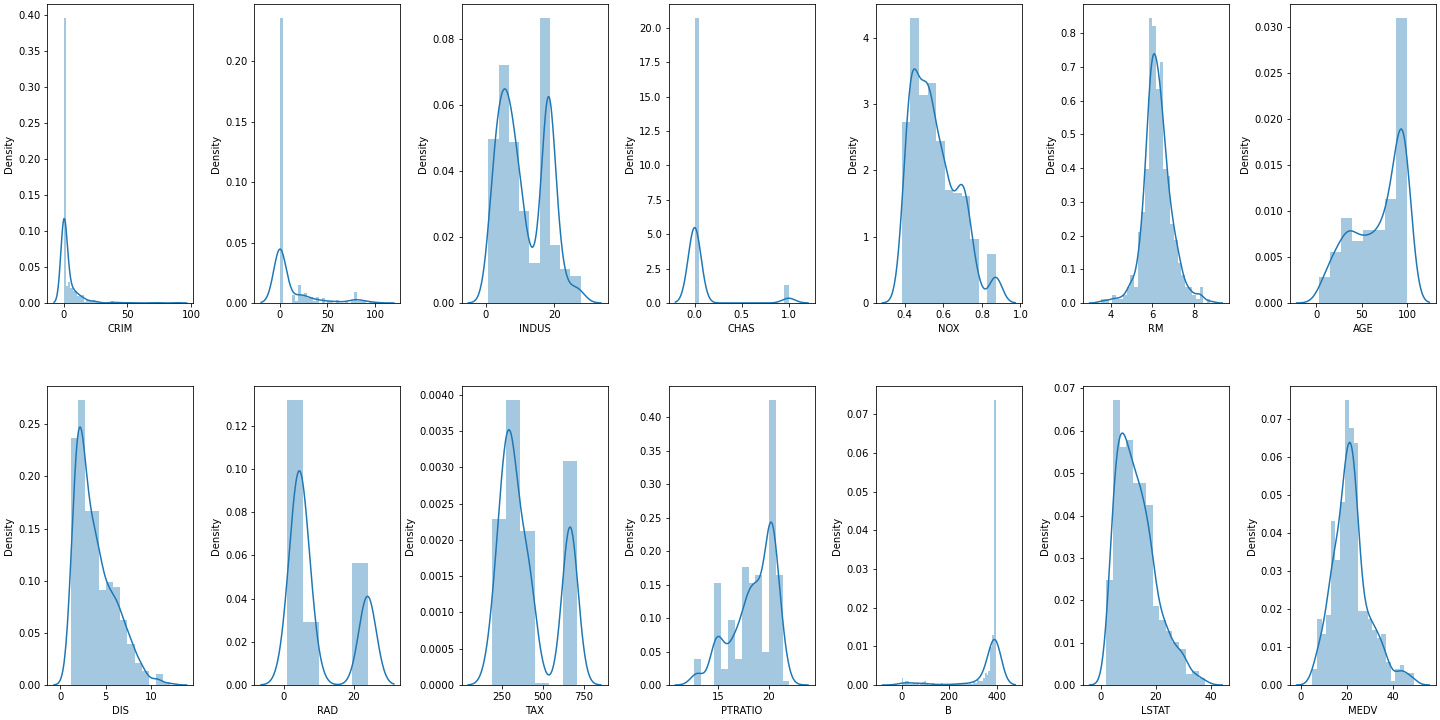 Density
0.40
0.35
0.30
0.25
0.20
0.15
0.10
0.05
0.00
0 50 100
CRIM
Density
0.20
0.15
0.10
0.05
0.00
0 50 100
ZN
Density
0.08
0.06
0.04
0.02
0.00
0 20
INDUS
Density
20.0
17.5
15.0
12.5
10.0
7.5
5.0
2.5
0.0
0.0 0.5 1.0
CHAS
Density
4
3
2
1
0
0.4 0.6 0.8 1.0
NOX
Density
0.8
0.7
0.6
0.5
0.4
0.3
0.2
0.1
0.0
4 6 8
RM
Density
0.030
0.025
0.020
0.015
0.010
0.005
0.000
0 50 100
AGE
Density
0.25
0.20
0.15
0.10
0.05
0.00
0 5 10
DIS
Density
0.12
0.10
0.08
0.06
0.04
0.02
0.00
0 20
RAD
Density
0.0040
0.0035
0.0030
0.0025
0.0020
0.0015
0.0010
0.0005
0.0000
250 500 750
TAX
Density
0.40
0.35
0.30
0.25
0.20
0.15
0.10
0.05
0.00
15 20
PTRATIO
Density
0.07
0.06
0.05
0.04
0.03
0.02
0.01
0.00
0 200 400
B
Density
0.07
0.06
0.05
0.04
0.03
0.02
0.01
0.00
0 20 40
LSTAT
Density
0.07
0.06
0.05
0.04
0.03
0.02
0.01
0.00
0 20 40
MEDV